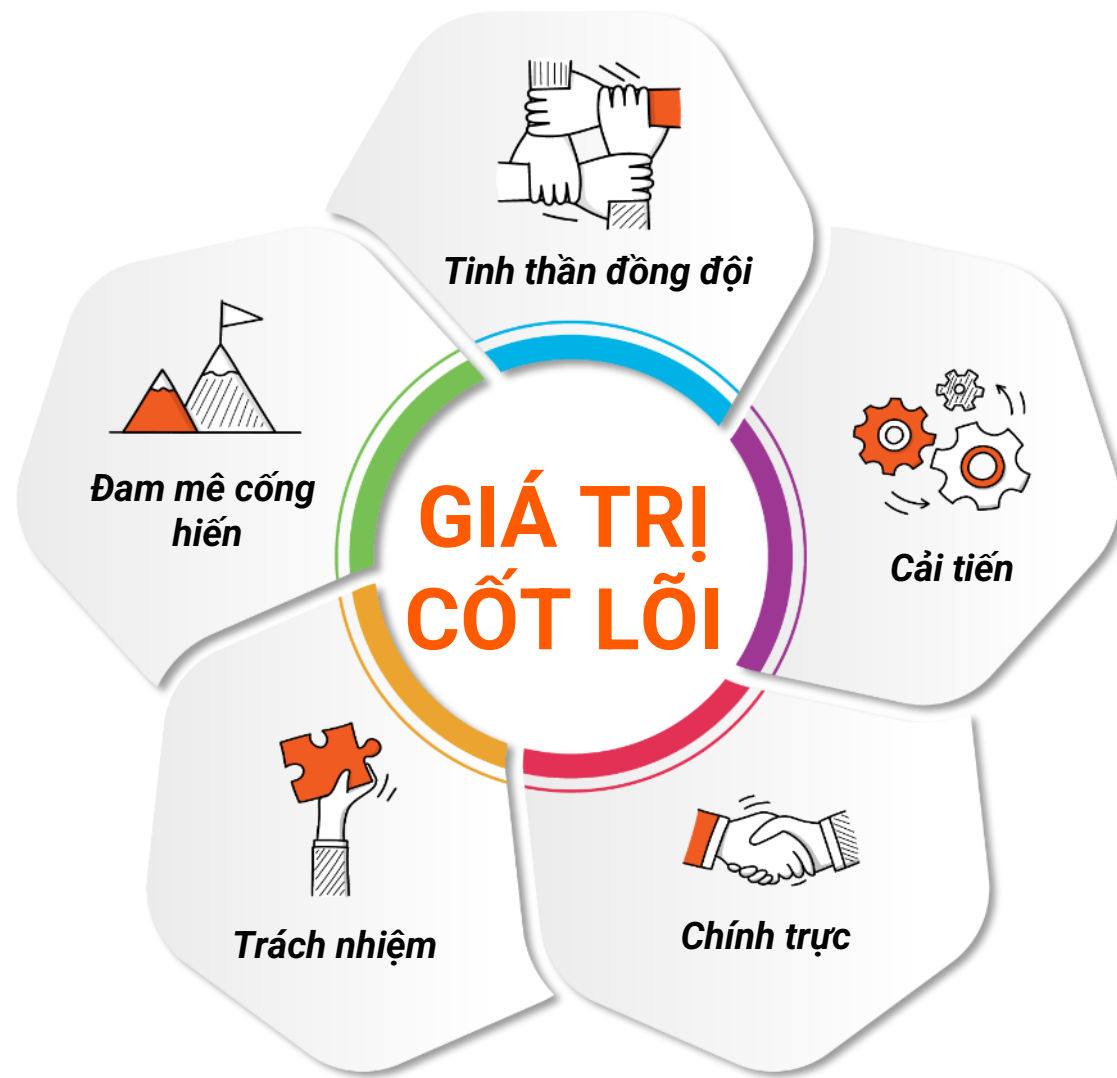 Tinh thần đồng đội
Đam mê cống
hiến
GIÁ TRỊ
CỐT LÕI
Cải tiến
Trách nhiệm
Chính trực